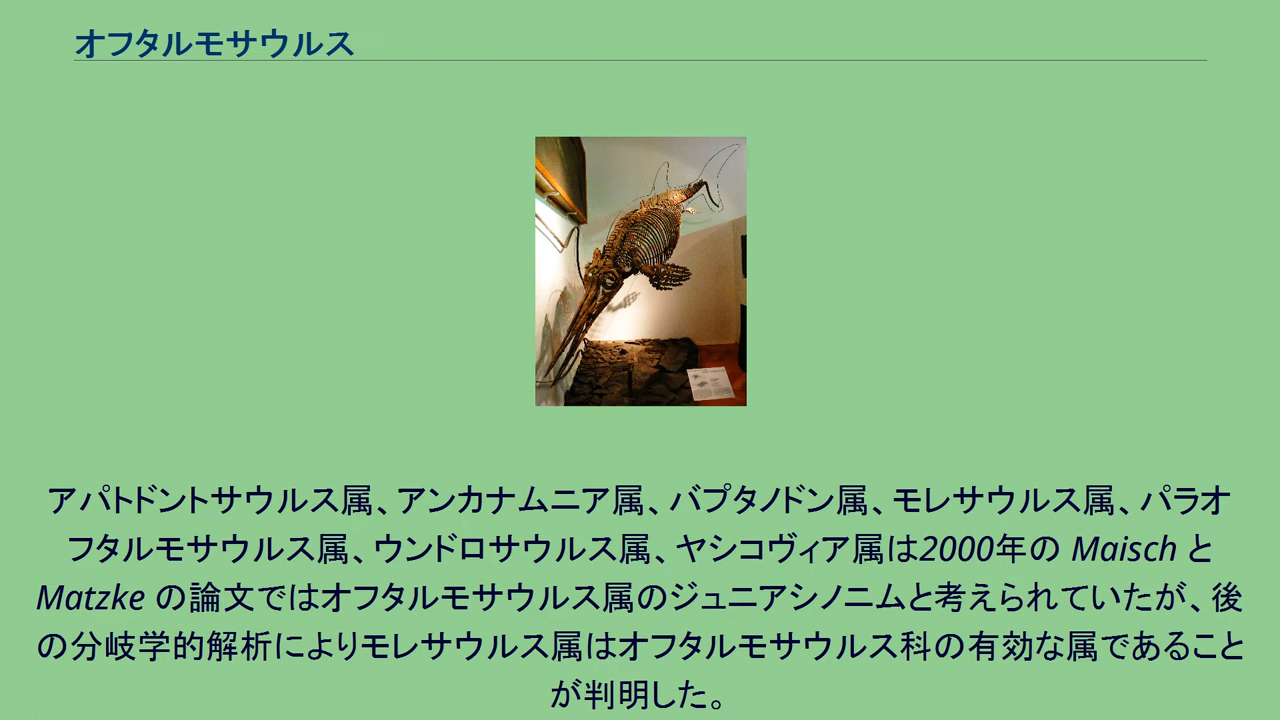 オフタルモサウルス
アパトドントサウルス属、アンカナムニア属、バプタノドン属、モレサウルス属、パラオ
フタルモサウルス属、ウンドロサウルス属、ヤシコヴィア属は2000年の Maisch と
Matzke の論文ではオフタルモサウルス属のジュニアシノニムと考えられていたが、後
の分岐学的解析によりモレサウルス属はオフタルモサウルス科の有効な属であること
が判明した。